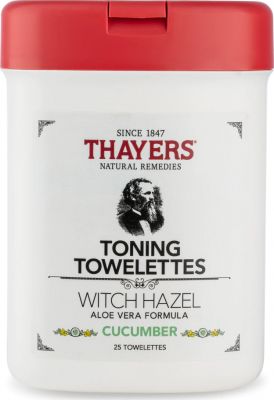 SINCE 1847
THAYERS®
NATURAL REMEDIES
TONING
TOWELETTES
WITCH HAZEL
ALOE VERA FORMULA
CUCUMBER
25 TOWELETTES